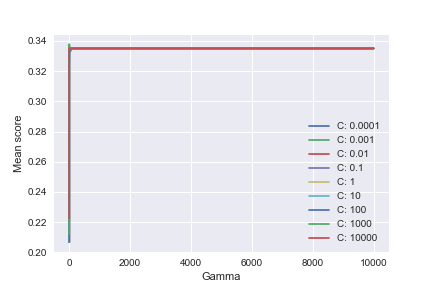 0.34
0.32
0.30
0.28
0.26
0.24
0.22
0.20
Mean score
0
2000
4000
6000
8000
10000
Gamma
C: 0.0001
C: 0.001
C: 0.01
C: 0.1
C: 1
C: 10
C: 100
C: 1000
C: 10000